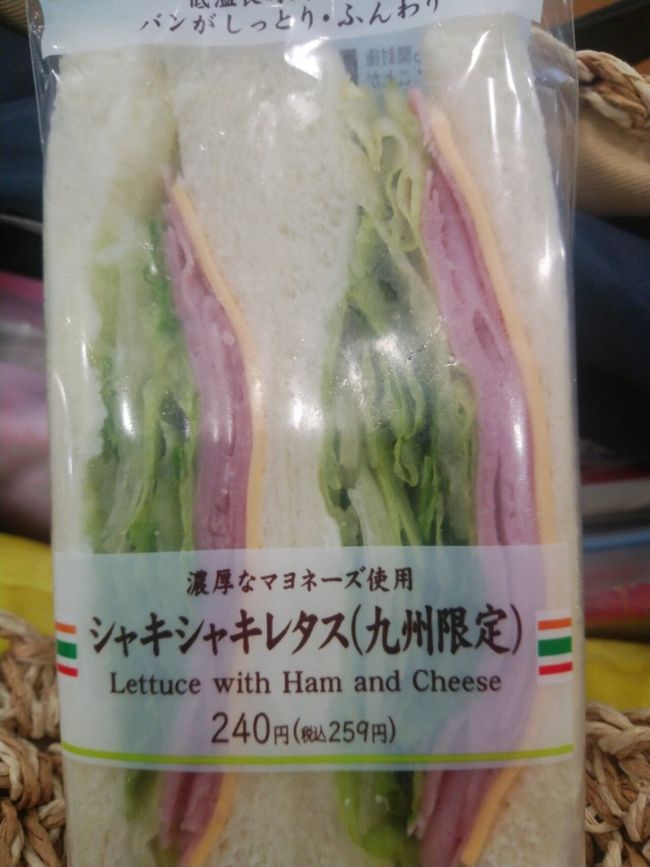 パンがしっとり・ふんわり
濃厚なマヨネーズ使用
シャキシャキレタス(九州限定)
Lettuce with Ham and Cheese
240円(税込259円)